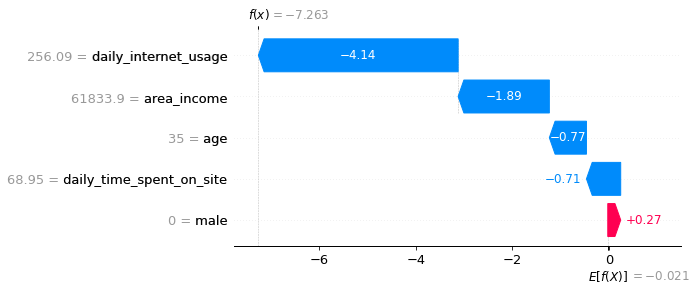 f(x) = −7.263
256.09 = daily_internet_usage
−4.14
61833.9 = area_income
−1.89
35 = age
−0.77
68.95 = daily_time_spent_on_site
−0.71
0 = male
+0.27
−6 −4 −2 0
E[f(X)] = −0.021